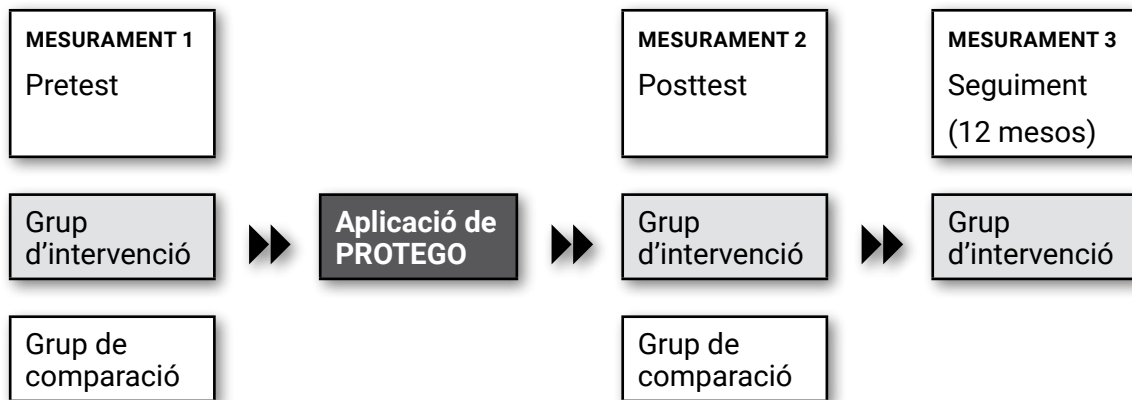 MESURAMENT 1
Pretest
MESURAMENT 2
Posttest
MESURAMENT 3
Seguiment
(12 mesos)
Grup
d’intervenció
Aplicació de
PROTEGO
Grup
d’intervenció
Grup
d’intervenció
Grup de
comparació
Grup de
comparació